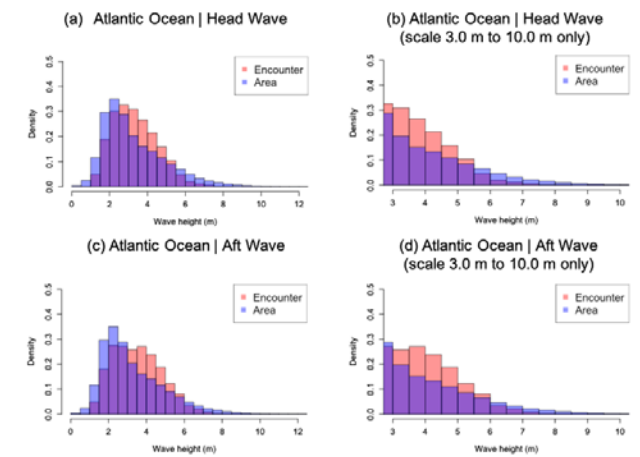 (a) Atlantic Ocean | Head Wave
Encounter
Area
Density
0.0 0.1 0.2 0.3 0.4 0.5
0 2 4 6 8 10 12
Wave height (m)
(b) Atlantic Ocean | Head Wave
(scale 3.0 m to 10.0 m only)
Encounter
Area
Density
0.0 0.1 0.2 0.3 0.4 0.5
3 4 5 6 7 8 9 10
Wave height (m)
(c) Atlantic Ocean | Aft Wave
Encounter
Area
Density
0.0 0.1 0.2 0.3 0.4 0.5
0 2 4 6 8 10 12
Wave height (m)
(d) Atlantic Ocean | Aft Wave
(scale 3.0 m to 10.0 m only)
Encounter
Area
Density
0.0 0.1 0.2 0.3 0.4 0.5
3 4 5 6 7 8 9 10
Wave height (m)